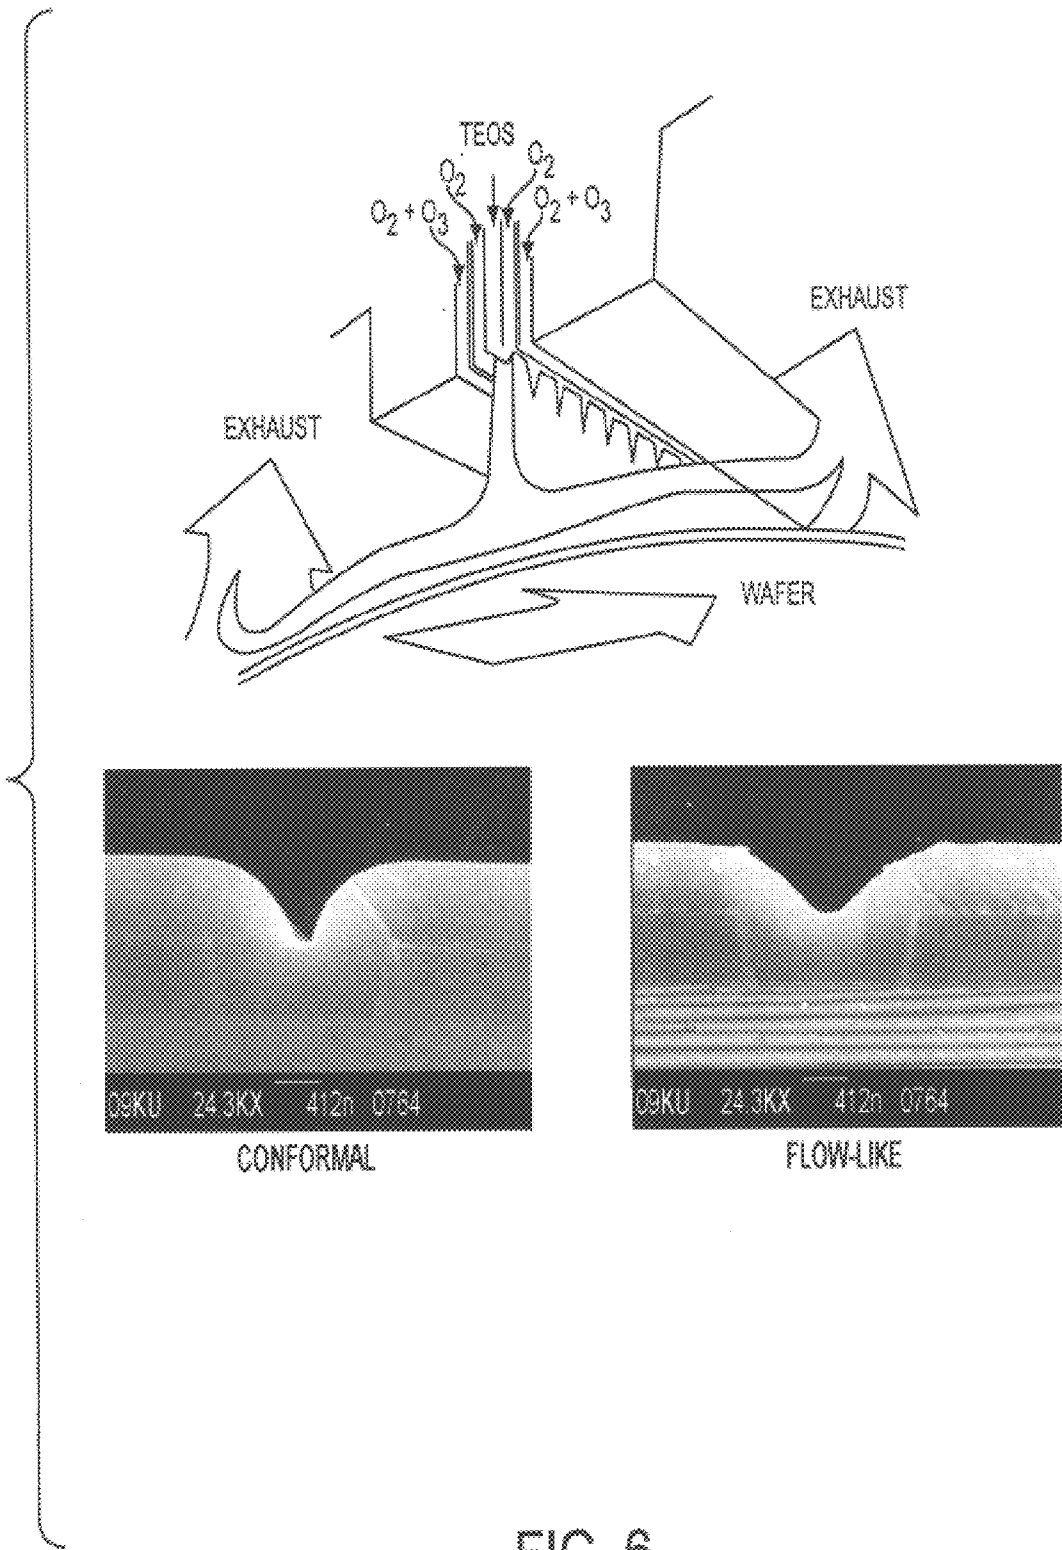 TEOS
O2
O2
O2 + O3
O2 + O3
EXHAUST
EXHAUST
WAFER
09KU 24.3KX 412n 0764
09KU 24.3KX 412n 0764
CONFORMAL
FLOW-LIKE
FIG. 6